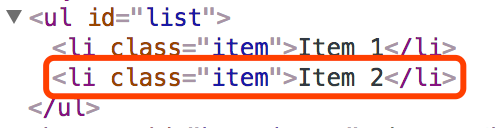 ▼<ul id="list">
<li class="item">Item 1</li>
<li class="item">Item 2</li>
</ul>